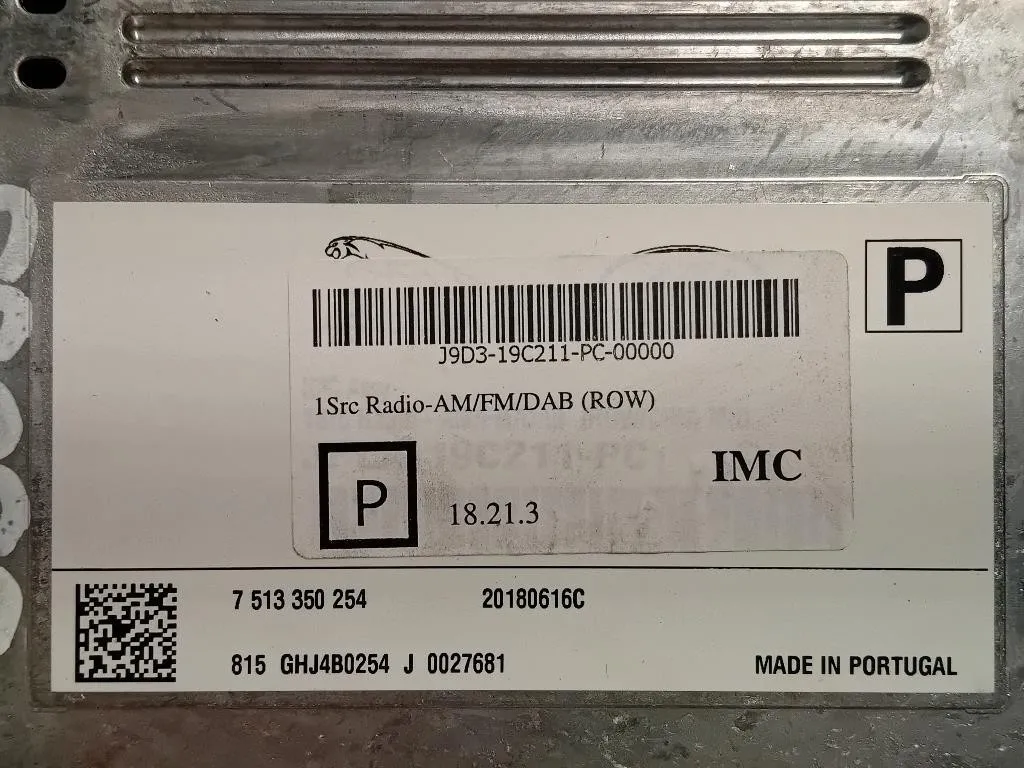 P
J9D3-19C211-PC-00000
1Src Radio-AM/FM/DAB (ROW)
IMC
P
18.21.3
7 513 350 254 20180616C
815 GHJ4B0254 J 0027681 MADE IN PORTUGAL